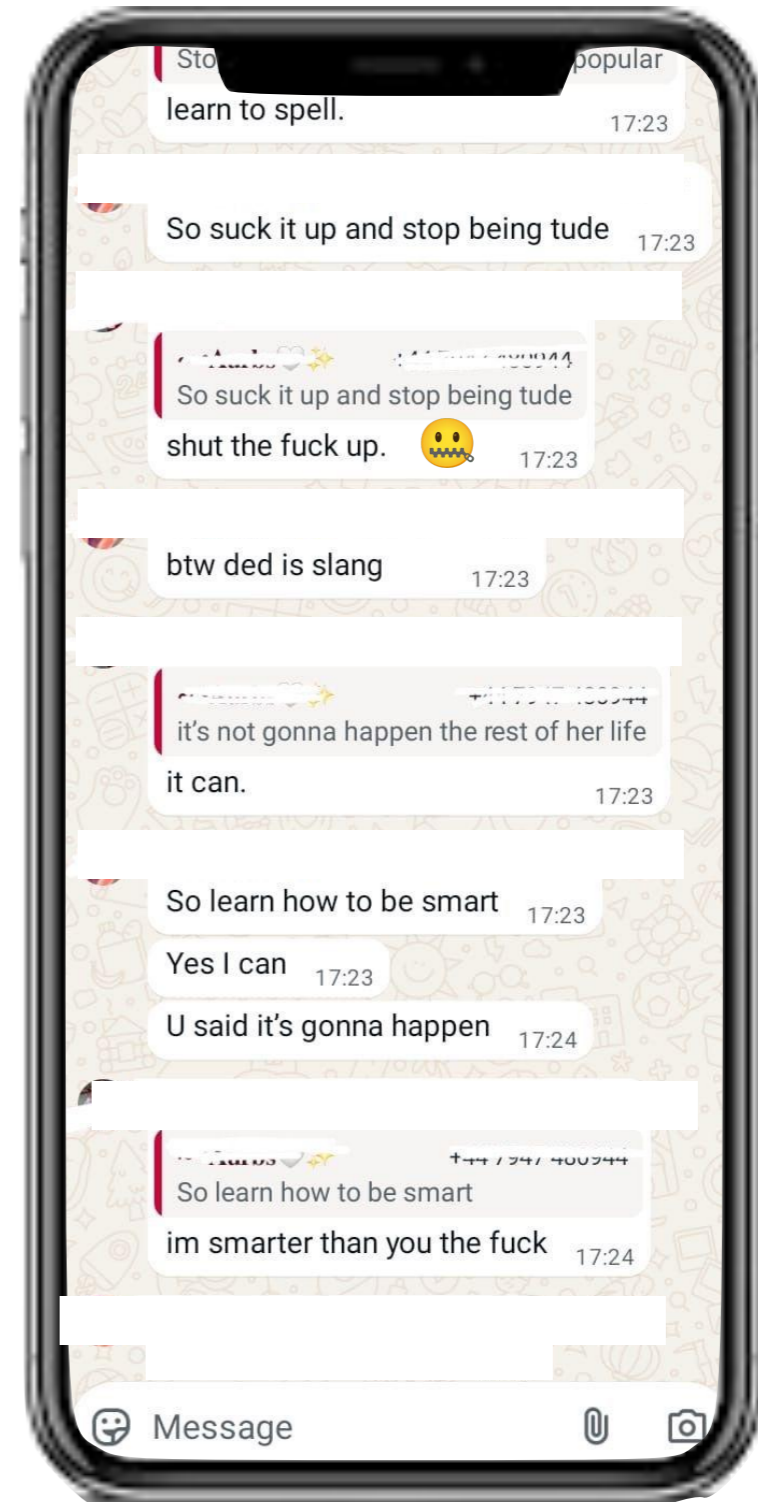 Sto popular
learn to spell.
17:23
So suck it up and stop being tude
17:23
So suck it up and stop being tude
shut the fuck up.
17:23
btw ded is slang
17:23
it's not gonna happen the rest of her life
it can.
17:23
So learn how to be smart
17:23
Yes I can
17:23
U said it's gonna happen
17:24
So learn how to be smart
im smarter than you the fuck
17:24
Message